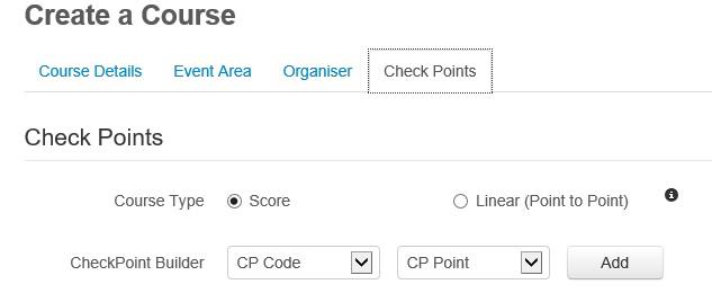 Create a Course
Course Details Event Area Organiser Check Points
Check Points
Course Type Score Linear (Point to Point)
CheckPoint Builder CP Code CP Point Add